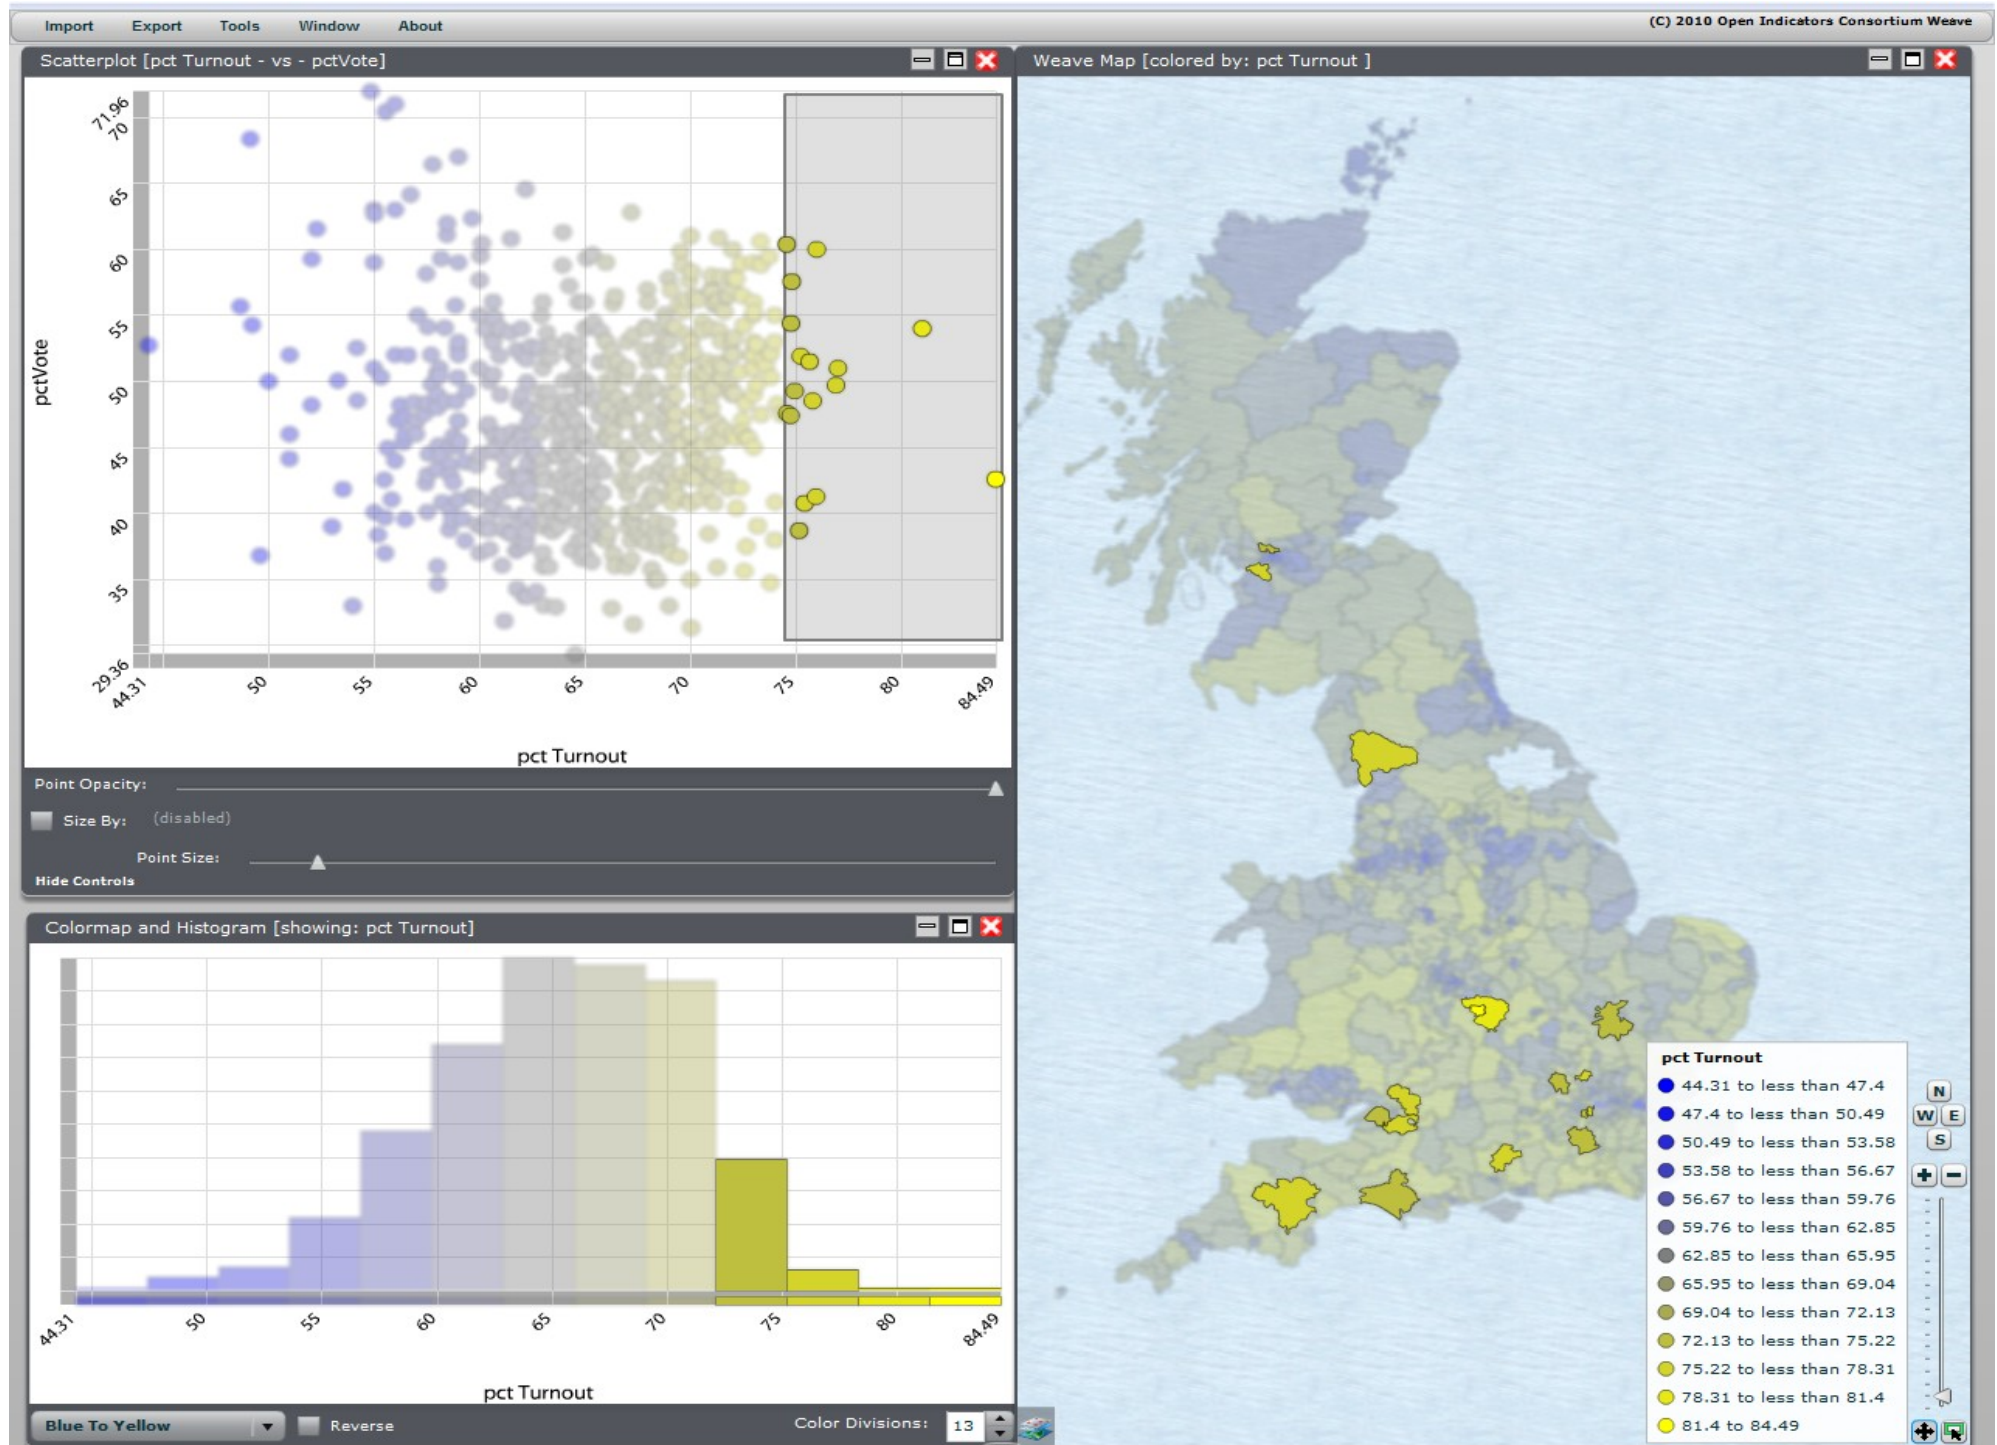 Import Export Tools Window About
(C) 2010 Open Indicators Consortium Weave
Scatterplot [pct Turnout - vs - pctVote]
71.96
70
65
60
55
50
45
40
35
29.36
pctVote
44.31 50 55 60 65 70 75 80 84.49
pct Turnout
Point Opacity:
Size By: (disabled)
Point Size:
Hide Controls
Colormap and Histogram [showing: pct Turnout]
44.31 50 55 60 65 70 75 80 84.49
pct Turnout
Blue To Yellow Reverse Color Divisions: 13
Weave Map [colored by: pct Turnout ]
pct Turnout
44.31 to less than 47.4
47.4 to less than 50.49
50.49 to less than 53.58
53.58 to less than 56.67
56.67 to less than 59.76
59.76 to less than 62.85
62.85 to less than 65.95
65.95 to less than 69.04
69.04 to less than 72.13
72.13 to less than 75.22
75.22 to less than 78.31
78.31 to less than 81.4
81.4 to 84.49
N
W E
S